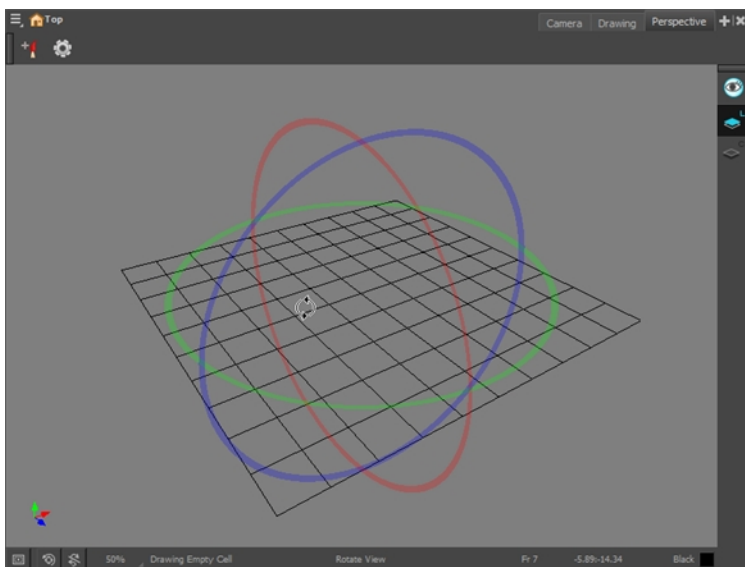 Top
Camera Drawing Perspective
L
C
50% Drawing Empty Cell Rotate View Fr 7 -5.89:-14.34 Black